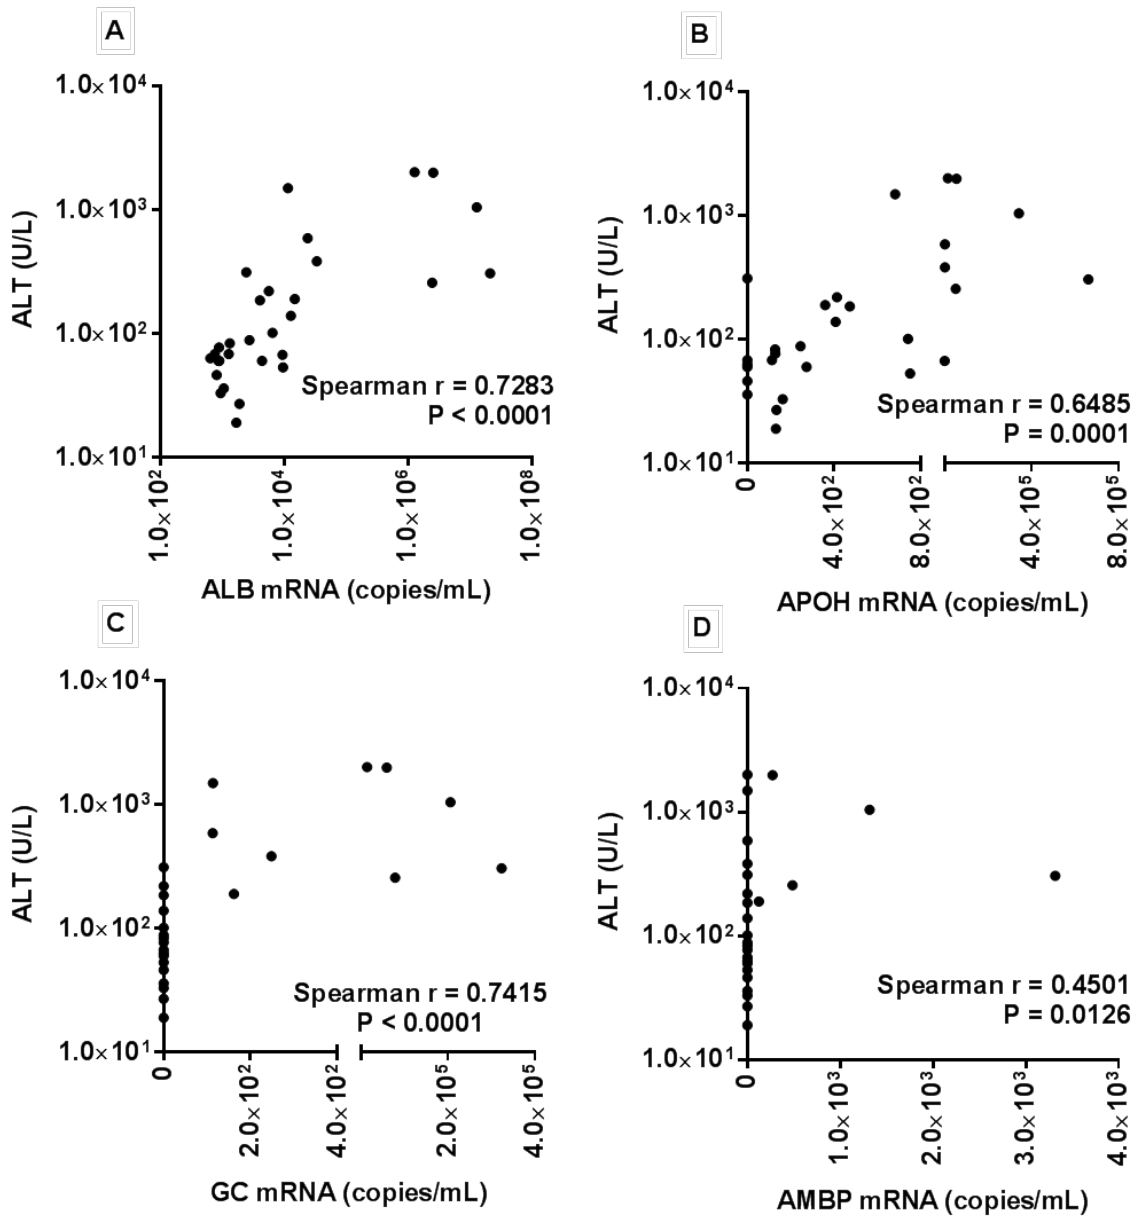 A
1.0×10⁴
1.0×10³
1.0×10²
1.0×10¹
ALT (U/L)
Spearman r = 0.7283
P < 0.0001
1.0×10²
1.0×10⁴
1.0×10⁶
1.0×10⁸
ALB mRNA (copies/mL)
B
1.0×10⁴
1.0×10³
1.0×10²
1.0×10¹
ALT (U/L)
Spearman r = 0.6485
P = 0.0001
0
4.0×10²
8.0×10²
4.0×10⁵
8.0×10⁵
APOH mRNA (copies/mL)
C
1.0×10⁴
1.0×10³
1.0×10²
1.0×10¹
ALT (U/L)
Spearman r = 0.7415
P < 0.0001
0
2.0×10²
4.0×10²
2.0×10⁵
4.0×10⁵
GC mRNA (copies/mL)
D
1.0×10⁴
1.0×10³
1.0×10²
1.0×10¹
ALT (U/L)
Spearman r = 0.4501
P = 0.0126
0
1.0×10³
2.0×10³
3.0×10³
4.0×10³
AMBP mRNA (copies/mL)